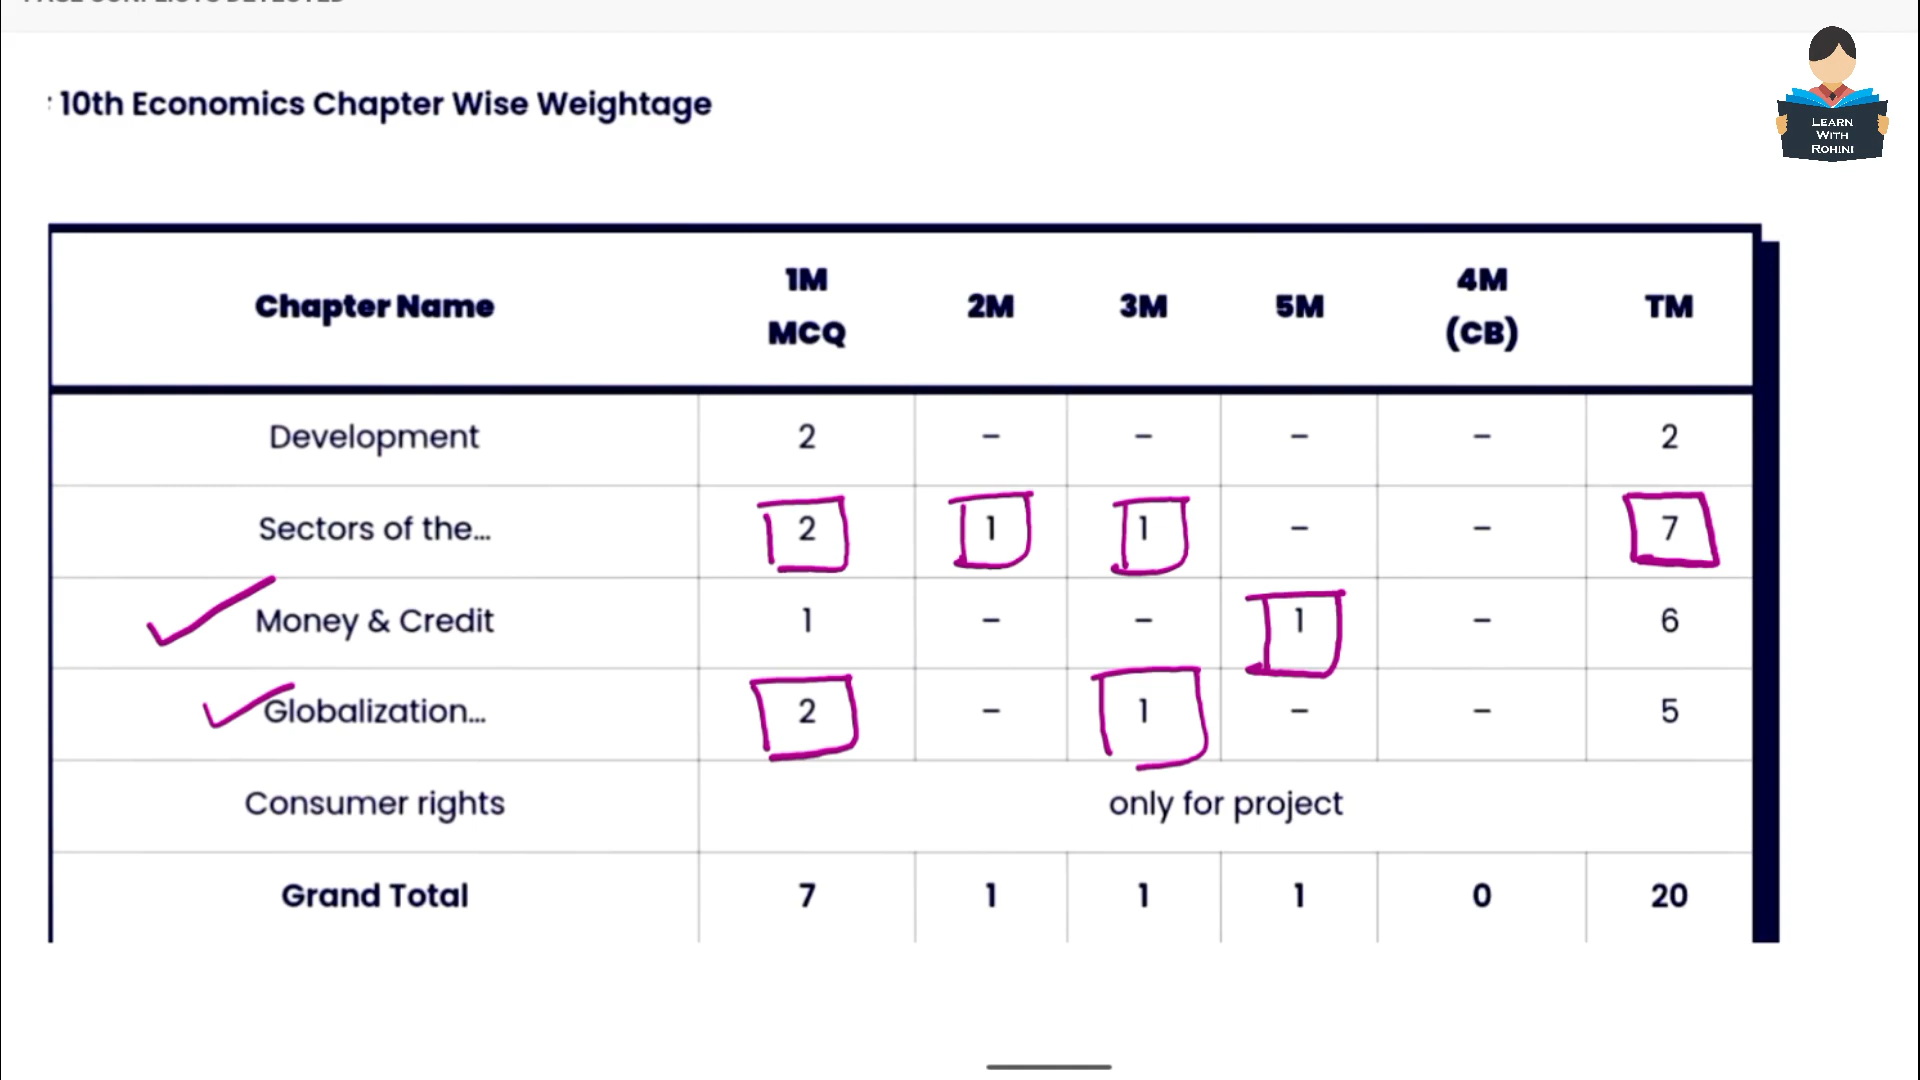 10th Economics Chapter Wise Weightage
LEARN
WITH
ROHINI
Chapter Name 1M MCQ 2M 3M 5M 4M (CB) TM
Development 2 – – – – 2
Sectors of the... 2 1 1 – – 7
Money & Credit 1 – – 1 – 6
Globalization... 2 – 1 – – 5
Consumer rights only for project
Grand Total 7 1 1 1 0 20